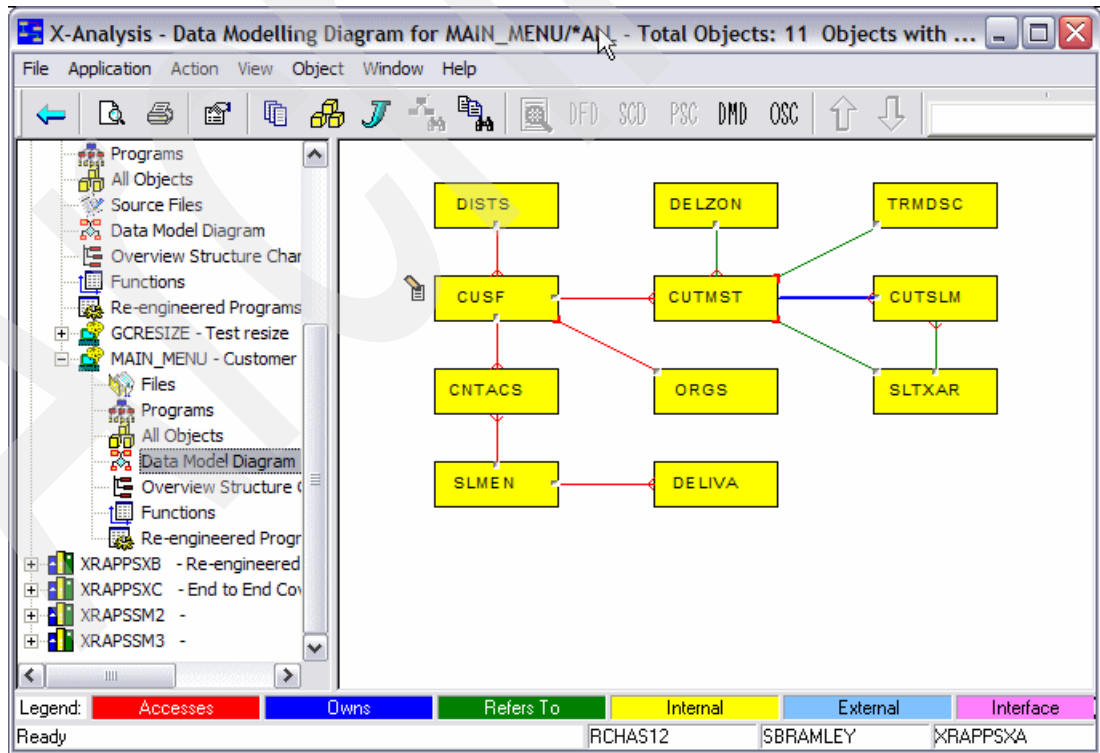 X-Analysis - Data Modelling Diagram for MAIN_MENU/*AN. - Total Objects: 11 Objects with ...
File Application Action View Object Window Help
DFD SCD PSC DMD OSC
Programs
All Objects
Source Files
Data Model Diagram
Overview Structure Char
Functions
Re-engineered Programs
GCRESIZE - Test resize
MAIN_MENU - Customer
Files
Programs
All Objects
Data Model Diagram
Overview Structure (
Functions
Re-engineered Progr
XRAPPSXB - Re-engineered
XRAPPSXC - End to End Cov
XRAPSSM2 -
XRAPSSM3 -
DISTS DELZON TRMDSC
CUSF CUTMST CUTSLM
CNTACS ORGS SLTXAR
SLMEN DELIVA
Legend: Accesses Owns Refers To Internal External Interface
Ready RCHAS12 SBRAMLEY XRAPPSXA